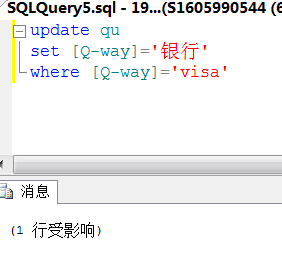 SQLQuery5.sql - 19...(S1605990544 (6
update qu
set [Q-way]='银行'
where [Q-way]='visa'
消息
(1 行受影响)